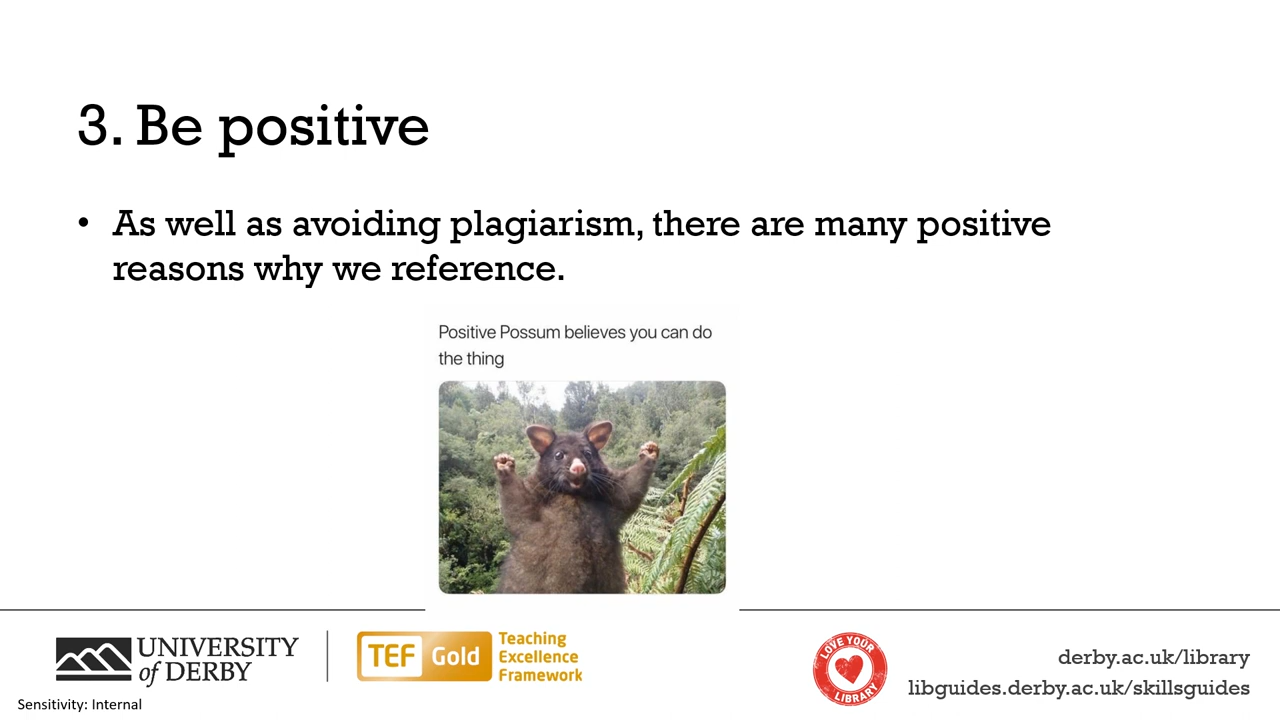 3. Be positive
• As well as avoiding plagiarism, there are many positive
reasons why we reference.
Positive Possum believes you can do
the thing
UNIVERSITY
of DERBY
TEF Gold
Teaching
Excellence
Framework
LOVE YOUR
LIBRARY
derby.ac.uk/library
libguides.derby.ac.uk/skillsguides
Sensitivity: Internal